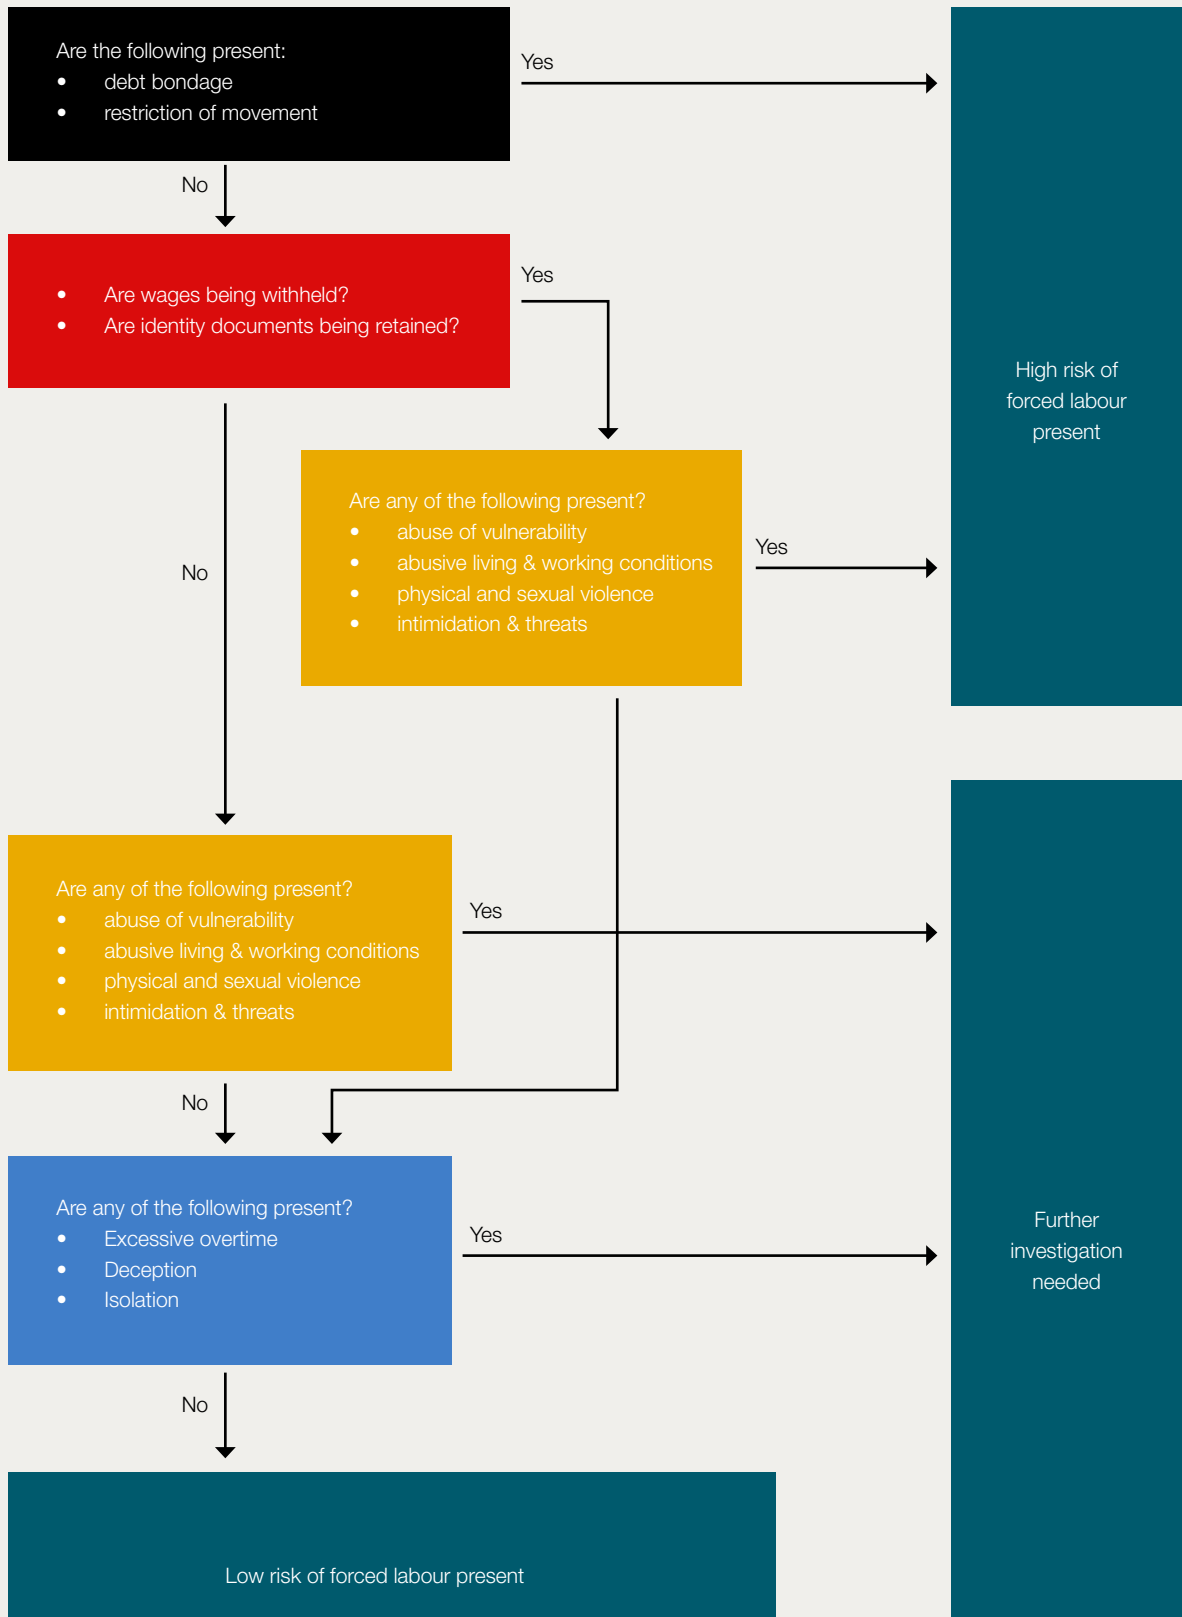 Are the following present:
• debt bondage
• restriction of movement
Yes
No
• Are wages being withheld?
• Are identity documents being retained?
Yes
High risk of
forced labour
present
Are any of the following present?
• abuse of vulnerability
• abusive living & working conditions
• physical and sexual violence
• intimidation & threats
Yes
No
Are any of the following present?
• abuse of vulnerability
• abusive living & working conditions
• physical and sexual violence
• intimidation & threats
Yes
No
Are any of the following present?
• Excessive overtime
• Deception
• Isolation
Yes
Further
investigation
needed
No
Low risk of forced labour present